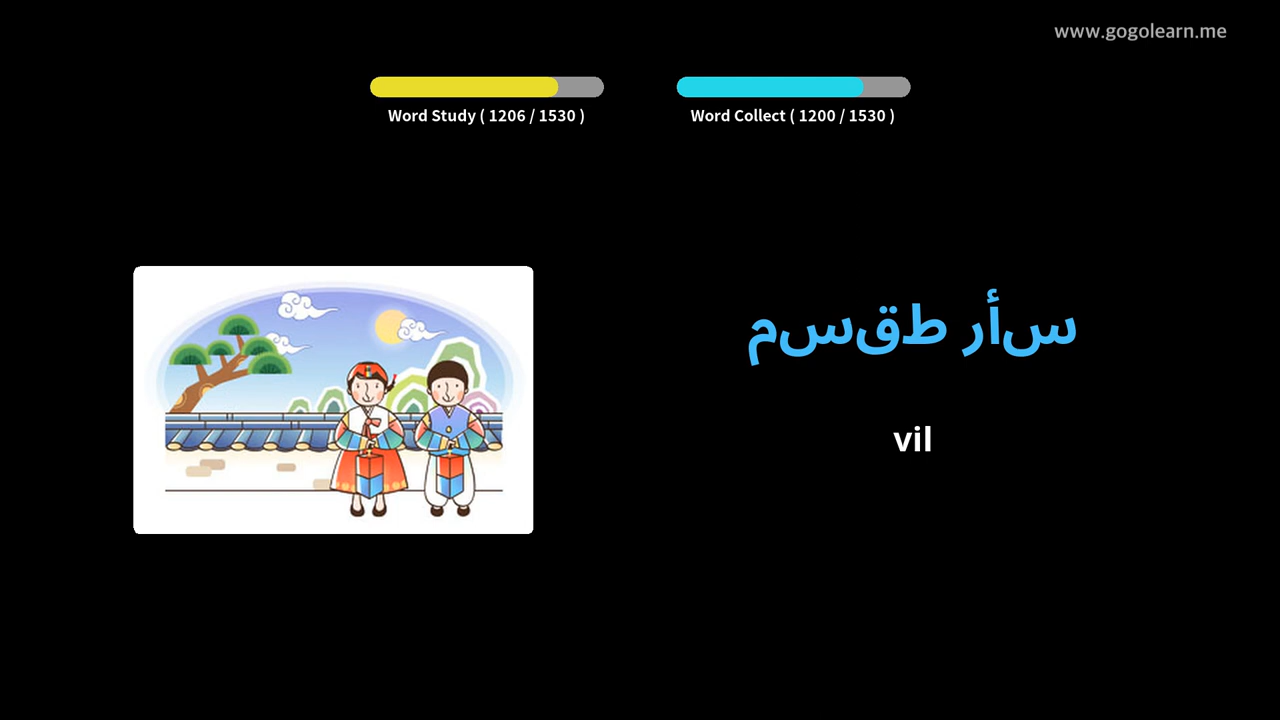 www.gogolearn.me
Word Study ( 1206 / 1530 )
Word Collect ( 1200 / 1530 )
سأر طقسم
vil